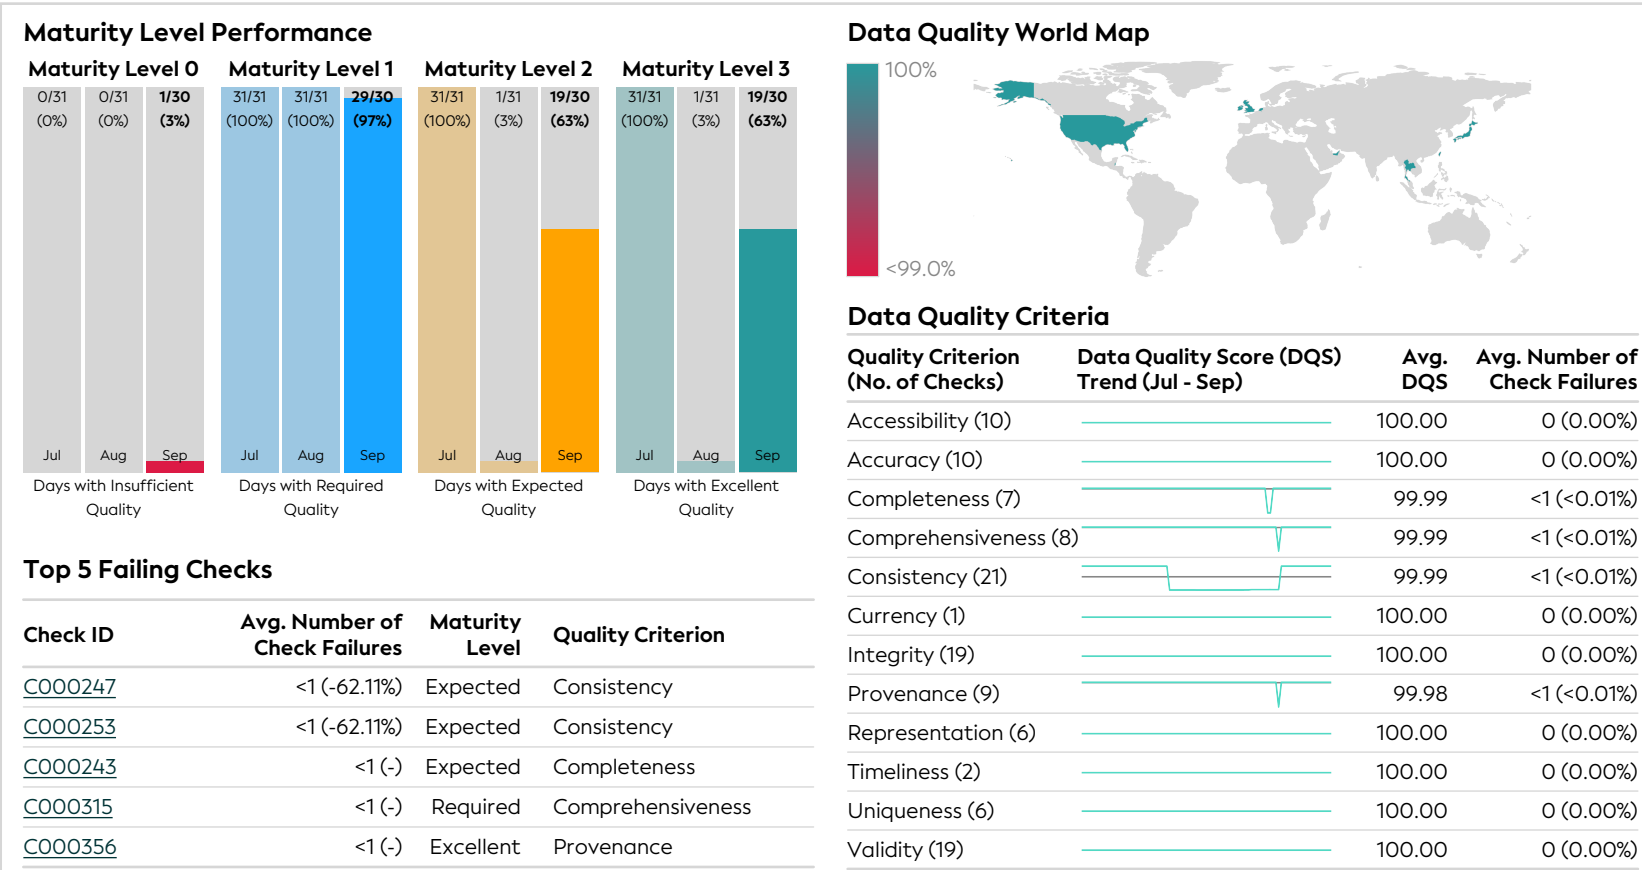 Maturity Level Performance
Maturity Level 0 Maturity Level 1 Maturity Level 2 Maturity Level 3
0/31 0/31 1/30 31/31 31/31 29/30 31/31 1/31 19/30 31/31 1/31 19/30
(0%) (0%) (3%) (100%) (100%) (97%) (100%) (3%) (63%) (100%) (3%) (63%)
Jul Aug Sep Jul Aug Sep Jul Aug Sep Jul Aug Sep
Days with Insufficient Days with Required Days with Expected Days with Excellent
Quality Quality Quality Quality
Top 5 Failing Checks
Check ID Avg. Number of Check Failures Maturity Level Quality Criterion
C000247 <1 (-62.11%) Expected Consistency
C000253 <1 (-62.11%) Expected Consistency
C000243 <1 (-) Expected Completeness
C000315 <1 (-) Required Comprehensiveness
C000356 <1 (-) Excellent Provenance
Data Quality World Map
100%
<99.0%
Data Quality Criteria
Quality Criterion Data Quality Score (DQS) Avg. Avg. Number of
(No. of Checks) Trend (Jul - Sep) DQS Check Failures
Accessibility (10) 100.00 0 (0.00%)
Accuracy (10) 100.00 0 (0.00%)
Completeness (7) 99.99 <1 (<0.01%)
Comprehensiveness (8) 99.99 <1 (<0.01%)
Consistency (21) 99.99 <1 (<0.01%)
Currency (1) 100.00 0 (0.00%)
Integrity (19) 100.00 0 (0.00%)
Provenance (9) 99.98 <1 (<0.01%)
Representation (6) 100.00 0 (0.00%)
Timeliness (2) 100.00 0 (0.00%)
Uniqueness (6) 100.00 0 (0.00%)
Validity (19) 100.00 0 (0.00%)